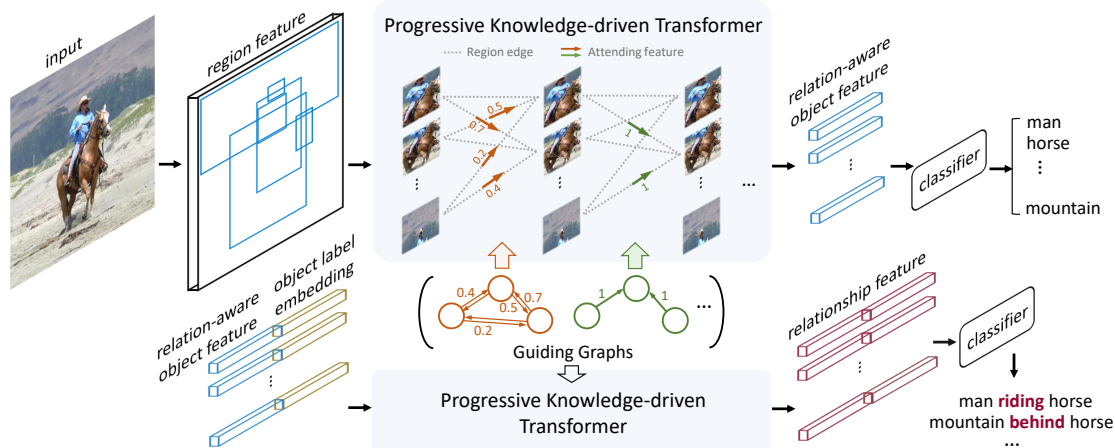 input
region feature
Progressive Knowledge-driven Transformer
Region edge
Attending feature
0.5
0.7
0.2
0.4
1
1
...
...
...
...
relation-aware
object feature
...
classifier
man
horse
...
mountain
relation-aware
object feature
object label
embedding
...
0.4
0.7
0.5
0.2
1
1
...
Guiding Graphs
Progressive Knowledge-driven
Transformer
relationship feature
...
classifier
man riding horse
mountain behind horse
...